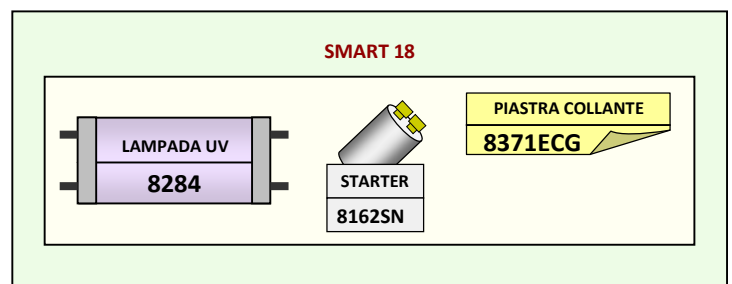 SMART 18
LAMPADA UV
8284
STARTER
8162SN
PIASTRA COLLANTE
8371ECG